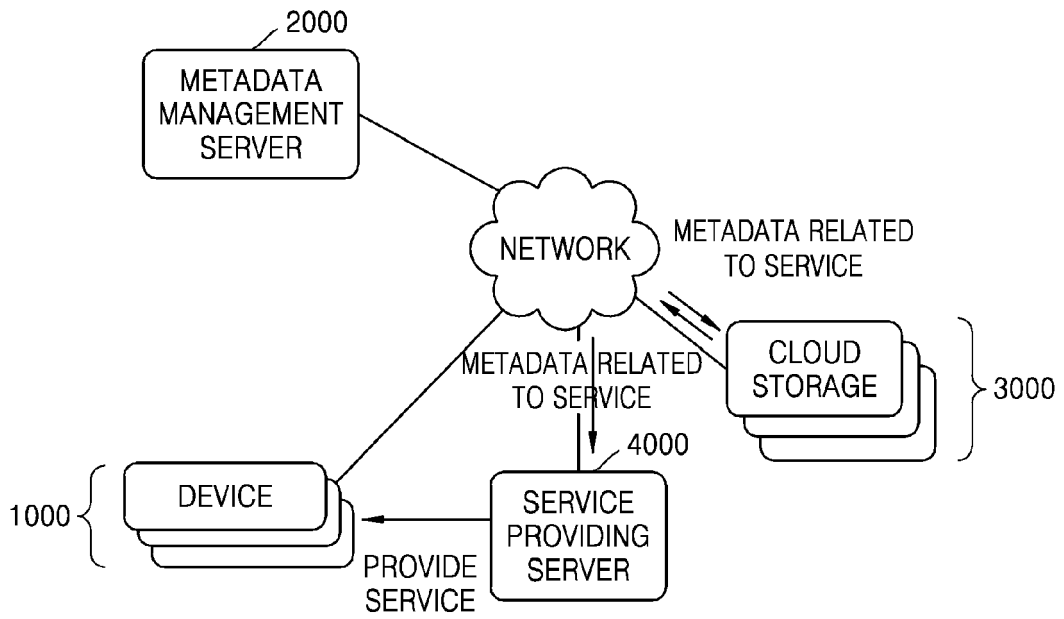 2000
METADATA
MANAGEMENT
SERVER
NETWORK
METADATA RELATED
TO SERVICE
CLOUD
STORAGE
3000
METADATA RELATED
TO SERVICE
4000
DEVICE
1000
SERVICE
PROVIDING
SERVER
PROVIDE
SERVICE